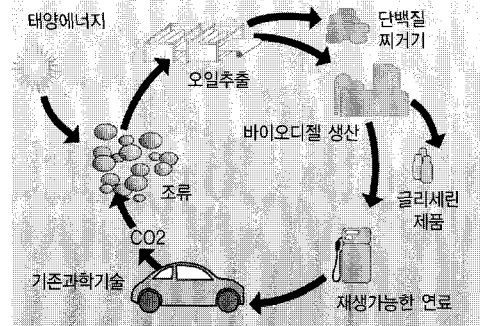 태양에너지
단백질
찌거기
오일추출
바이오디젤 생산
조류
글리세린
제품
CO2
기존과학기술
재생가능한 연료